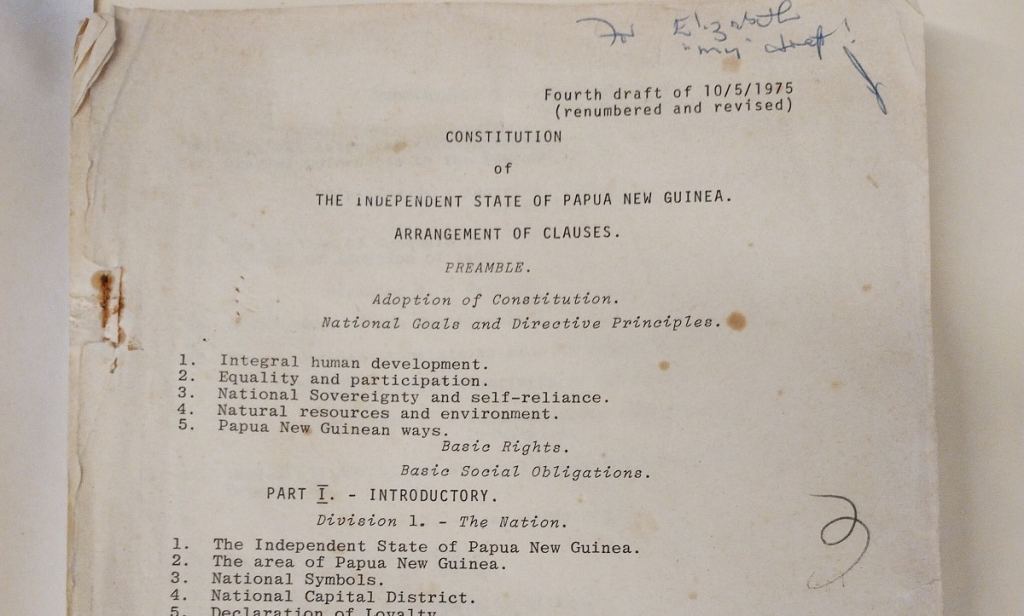 For Elizabeth
"my" draft!
Fourth draft of 10/5/1975
(renumbered and revised)
CONSTITUTION
of
THE INDEPENDENT STATE OF PAPUA NEW GUINEA.
ARRANGEMENT OF CLAUSES.
PREAMBLE.
Adoption of Constitution.
National Goals and Directive Principles.
1. Integral human development.
2. Equality and participation.
3. National Sovereignty and self-reliance.
4. Natural resources and environment.
5. Papua New Guinean ways.
Basic Rights.
Basic Social Obligations.
PART I. - INTRODUCTORY.
Division 1. - The Nation.
1. The Independent State of Papua New Guinea.
2. The area of Papua New Guinea.
3. National Symbols.
4. National Capital District.
5. Declaration of Loyalty.